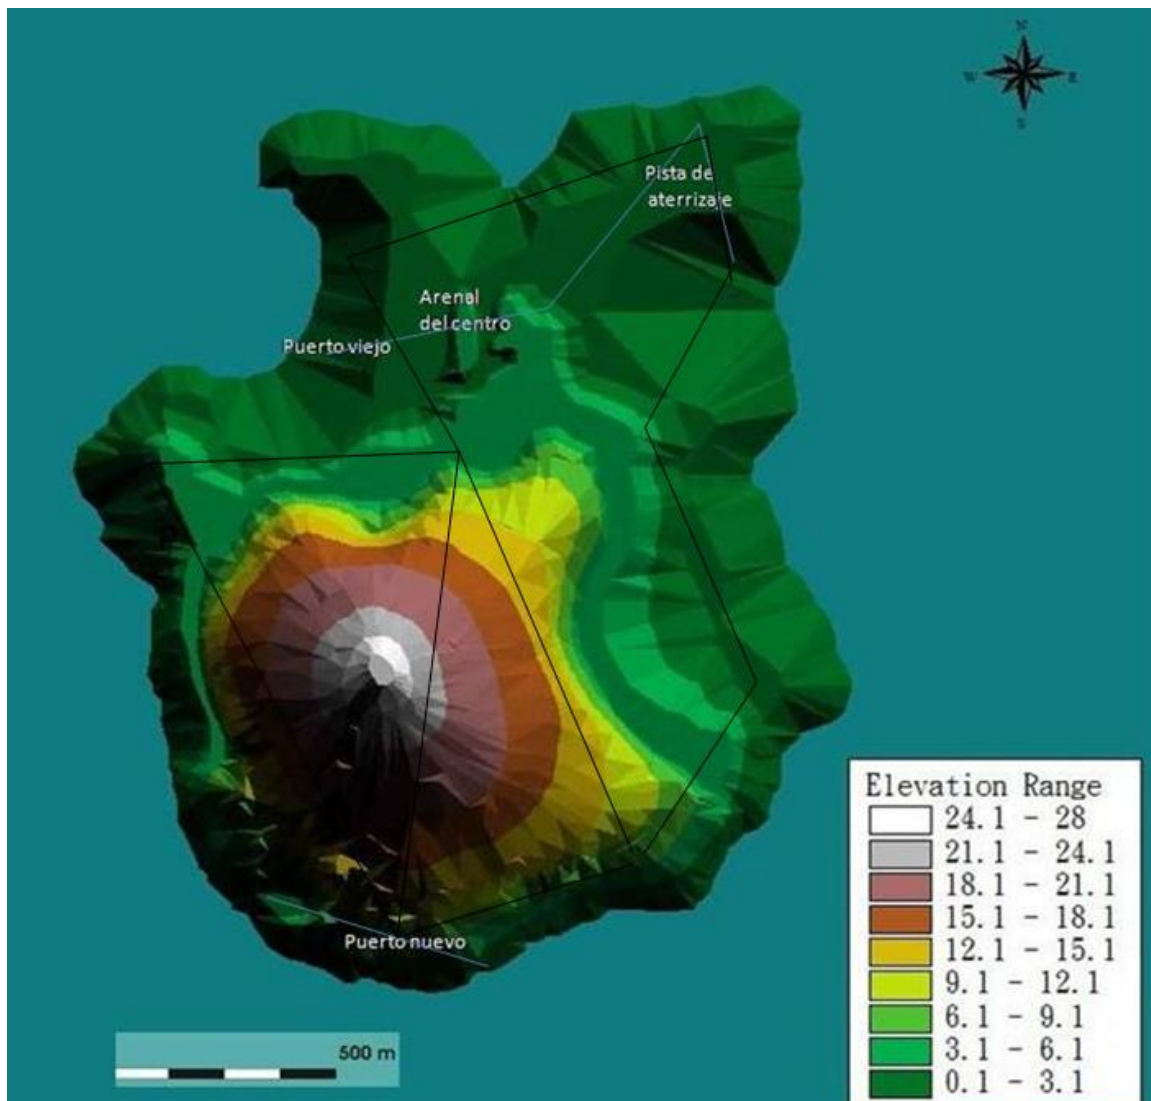 N
W E
S
Pista de
aterrizaje
Arenal
del centro
Puerto viejo
Puerto nuevo
500 m
Elevation Range
24.1 - 28
21.1 - 24.1
18.1 - 21.1
15.1 - 18.1
12.1 - 15.1
9.1 - 12.1
6.1 - 9.1
3.1 - 6.1
0.1 - 3.1